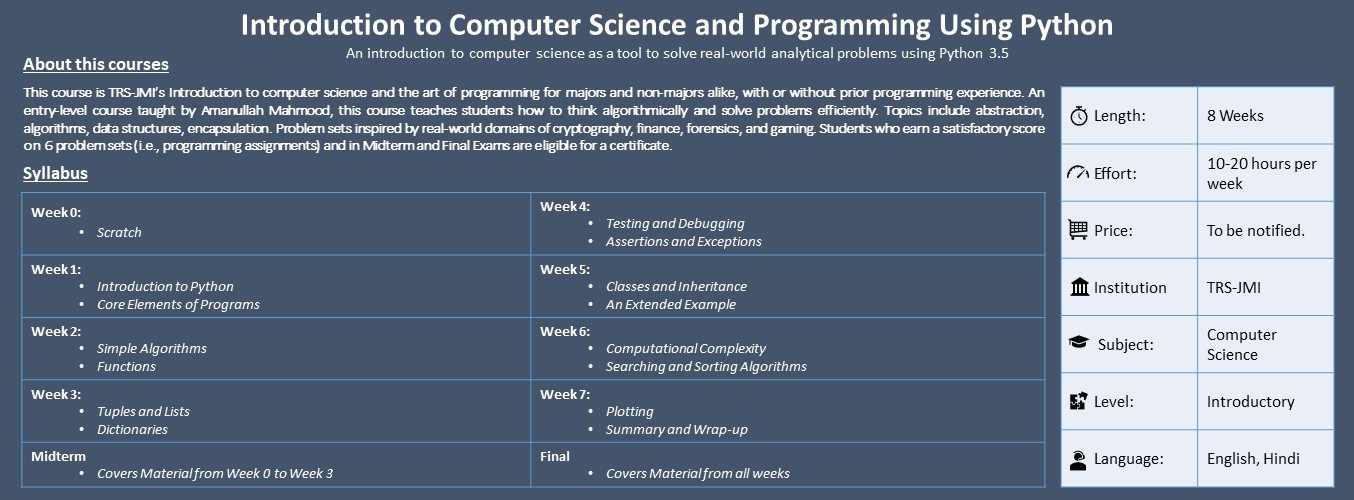 Introduction to Computer Science and Programming Using Python
An introduction to computer science as a tool to solve real-world analytical problems using Python 3.5
About this courses
This course is TRS-JMI's Introduction to computer science and the art of programming for majors and non-majors alike, with or without prior programming experience. An
entry-level course taught by Amanullah Mahmood, this course teaches students how to think algorithmically and solve problems efficiently. Topics include abstraction,
algorithms, data structures, encapsulation. Problem sets inspired by real-world domains of cryptography, finance, forensics, and gaming. Students who earn a satisfactory score
on 6 problem sets (i.e., programming assignments) and in Midterm and Final Exams are eligible for a certificate.
Syllabus
Week 0:
• Scratch
Week 4:
• Testing and Debugging
• Assertions and Exceptions
Week 1:
• Introduction to Python
• Core Elements of Programs
Week 5:
• Classes and Inheritance
• An Extended Example
Week 2:
• Simple Algorithms
• Functions
Week 6:
• Computational Complexity
• Searching and Sorting Algorithms
Week 3:
• Tuples and Lists
• Dictionaries
Week 7:
• Plotting
• Summary and Wrap-up
Midterm
• Covers Material from Week 0 to Week 3
Final
• Covers Material from all weeks
Length:
8 Weeks
Effort:
10-20 hours per
week
Price:
To be notified.
Institution
TRS-JMI
Subject:
Computer
Science
Level:
Introductory
Language:
English, Hindi